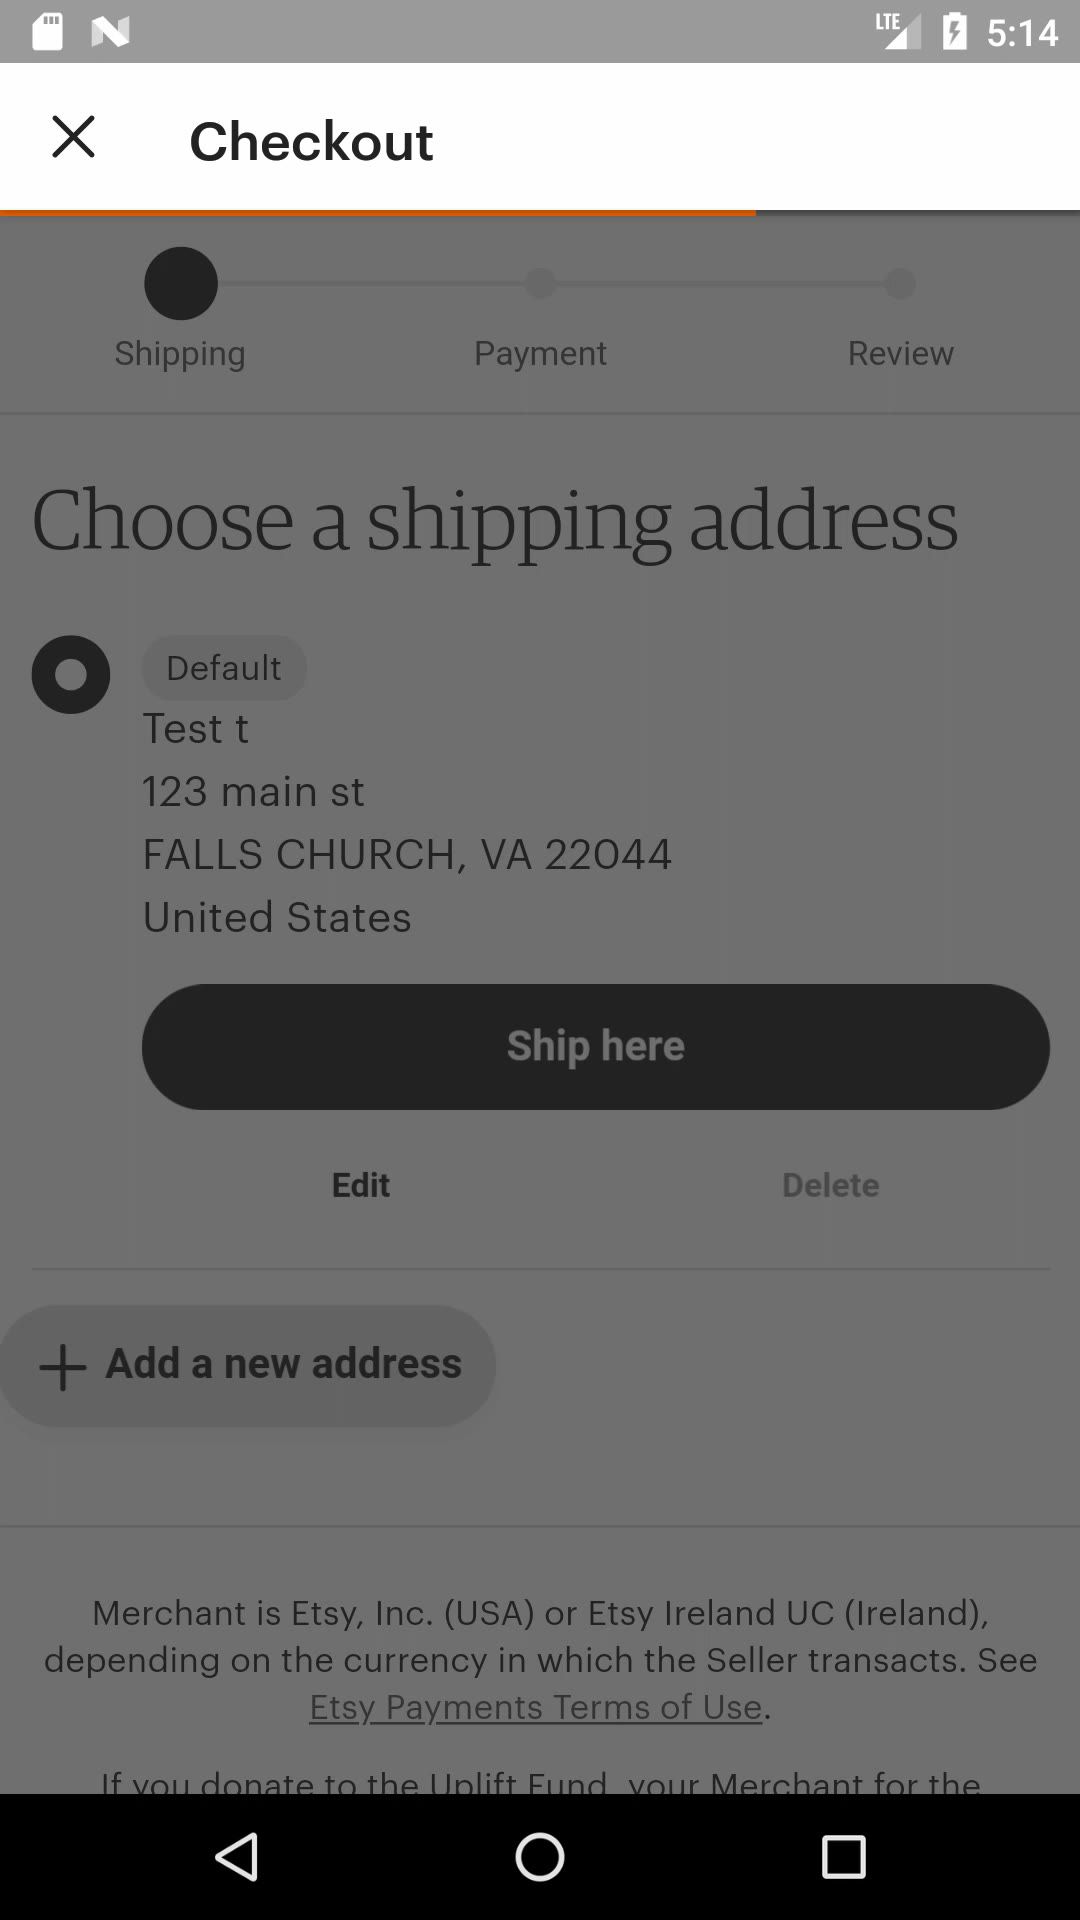 LTE 5:14
Checkout
Shipping Payment Review
Choose a shipping address
Default
Test t
123 main st
FALLS CHURCH, VA 22044
United States
Ship here
Edit Delete
Add a new address
Merchant is Etsy, Inc. (USA) or Etsy Ireland UC (Ireland),
depending on the currency in which the Seller transacts. See
Etsy Payments Terms of Use.
If you donate to the Uplift Fund, your Merchant for the